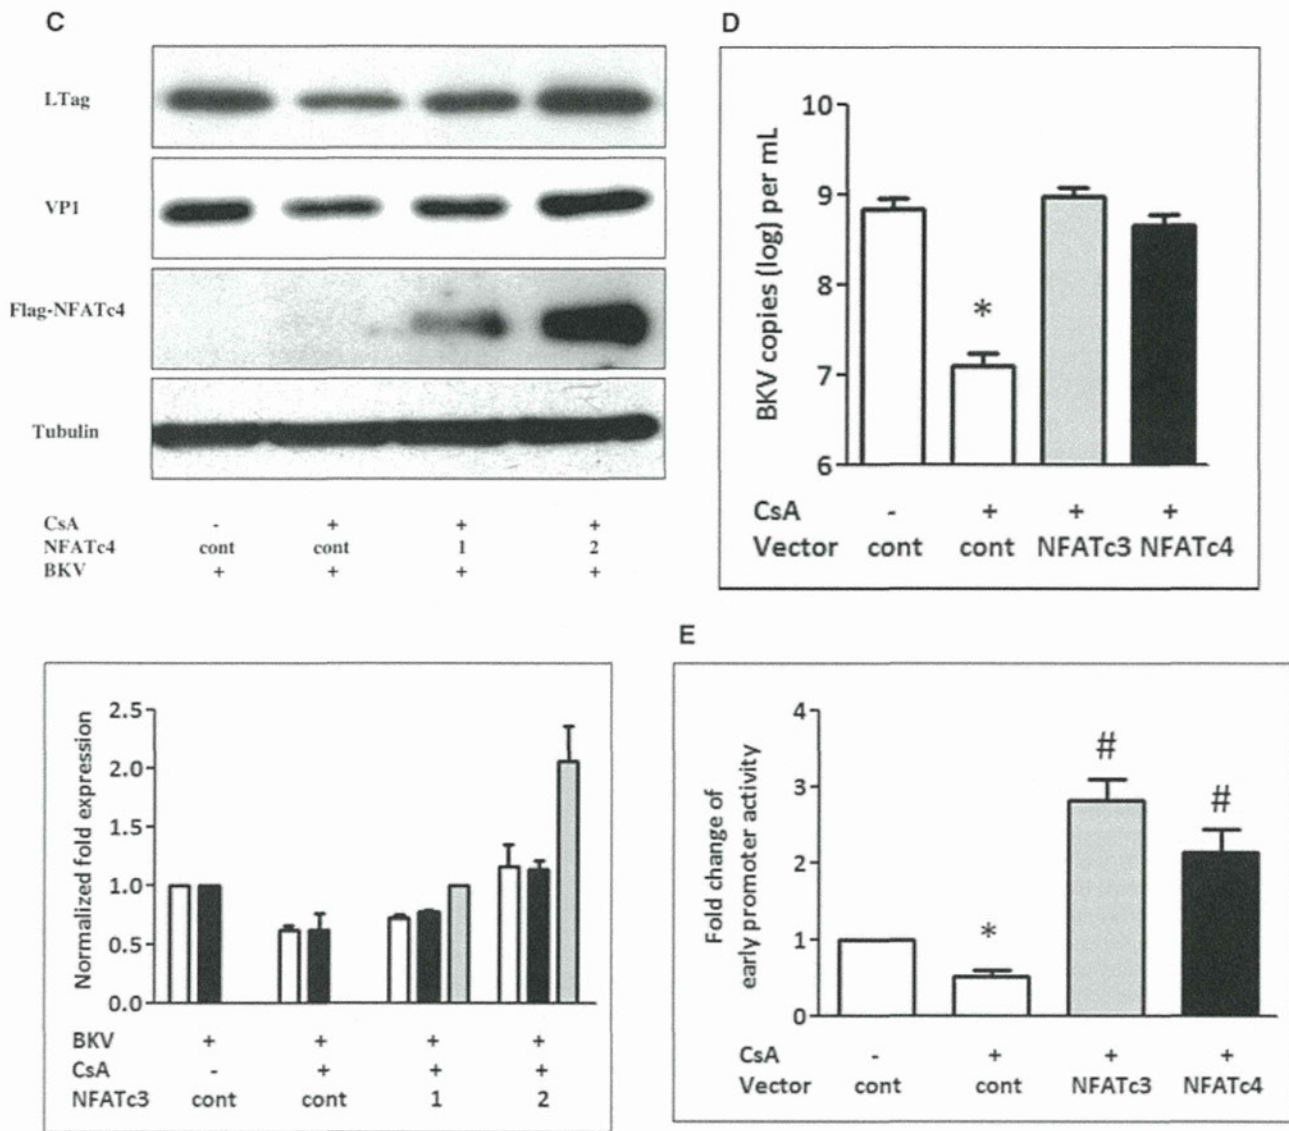 C
LTag
VP1
Flag-NFATc4
Tubulin
CsA - + + +
NFATc4 cont cont 1 2
BKV + + + +
D
BKV copies (log) per mL
10
9
8
7
6
*
CsA - + + +
Vector cont cont NFATc3 NFATc4
Normalized fold expression
2.5
2.0
1.5
1.0
0.5
0.0
BKV + + + +
CsA - + + +
NFATc3 cont cont 1 2
E
Fold change of
early promoter activity
4
3
2
1
0
*
#
#
CsA - + + +
Vector cont cont NFATc3 NFATc4